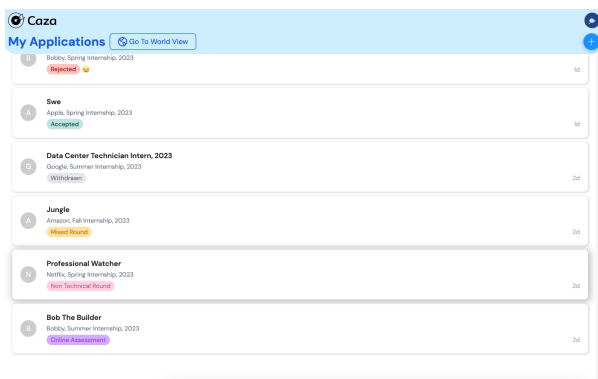 Caza
My Applications Go To World View
B
Bobby, Spring Internship, 2023
Rejected 😪
1d
Swe
A
Apple, Spring Internship, 2023
Accepted
1d
Data Center Technician Intern, 2023
G
Google, Summer Internship, 2023
Withdrawn
2d
Jungle
A
Amazon, Fall Internship, 2023
Mixed Round
2d
Professional Watcher
N
Netflix, Spring Internship, 2023
Non Technical Round
2d
Bob The Builder
B
Bobby, Summer Internship, 2023
Online Assessment
2d